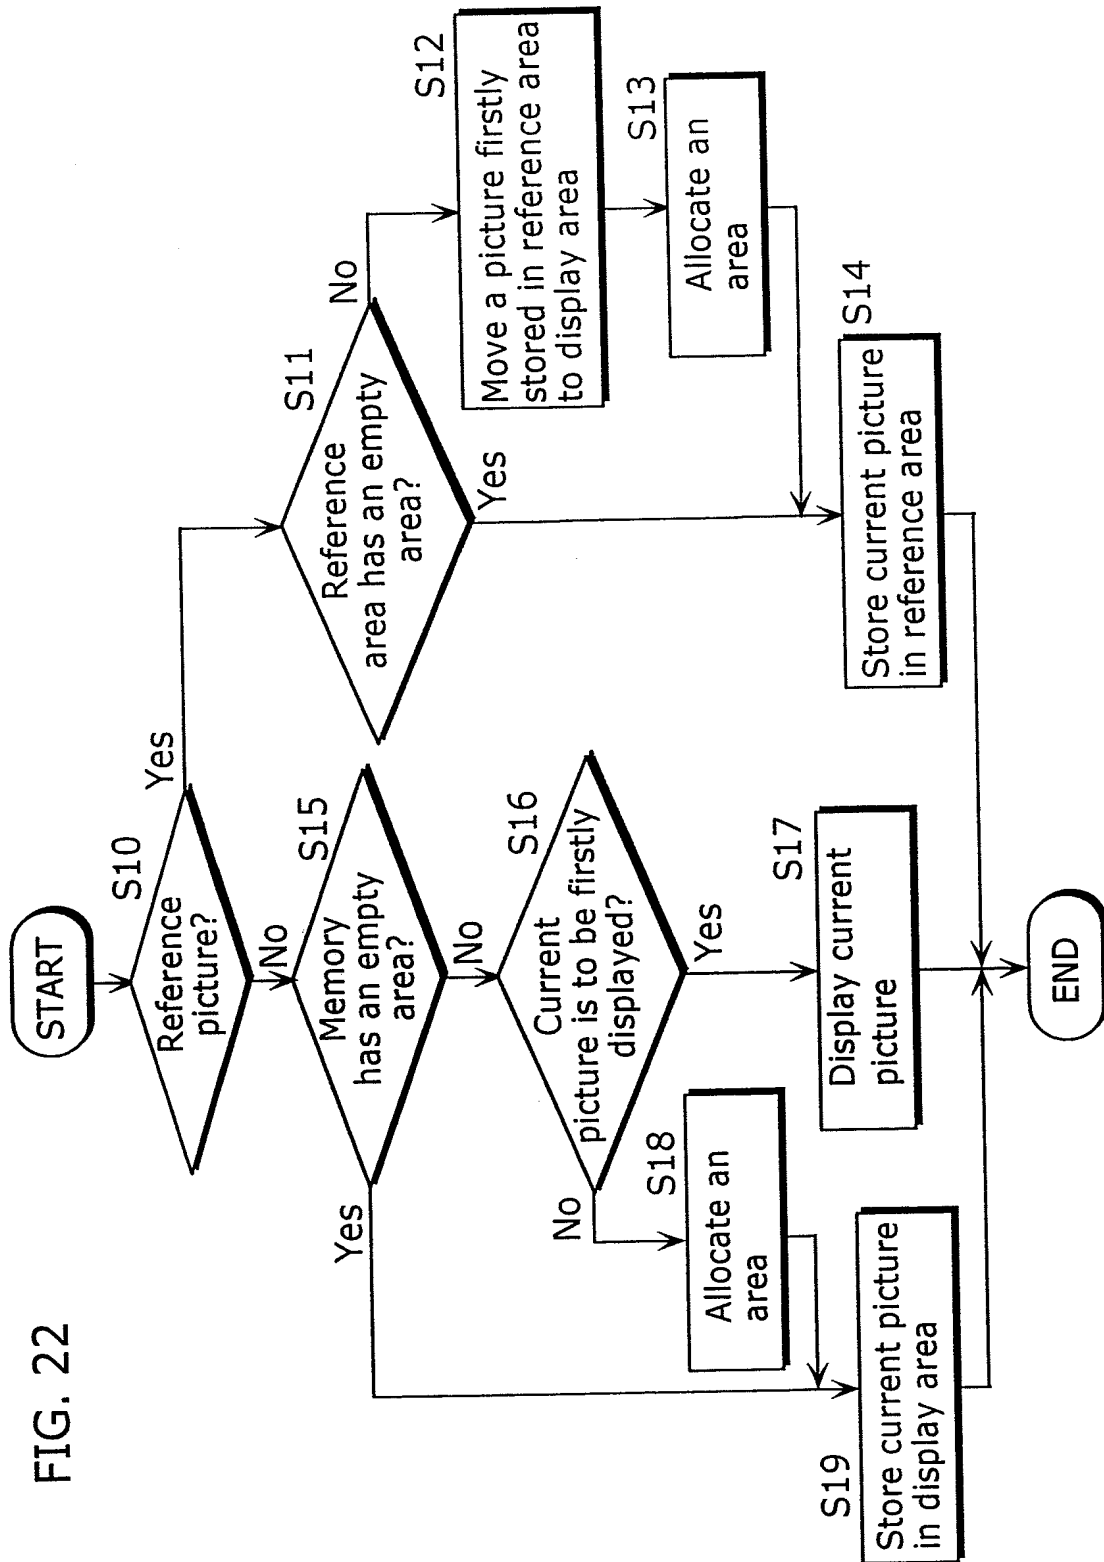 FIG. 22
START
S10
Reference
picture?
Yes
No
S11
Reference
area has an empty
area?
No
Yes
S12
Move a picture firstly
stored in reference area
to display area
S13
Allocate an
area
S14
Store current picture
in reference area
S15
Memory
has an empty
area?
Yes
No
S16
Current
picture is to be firstly
displayed?
No
Yes
S17
Display current
picture
S18
Allocate an
area
S19
Store current picture
in display area
END